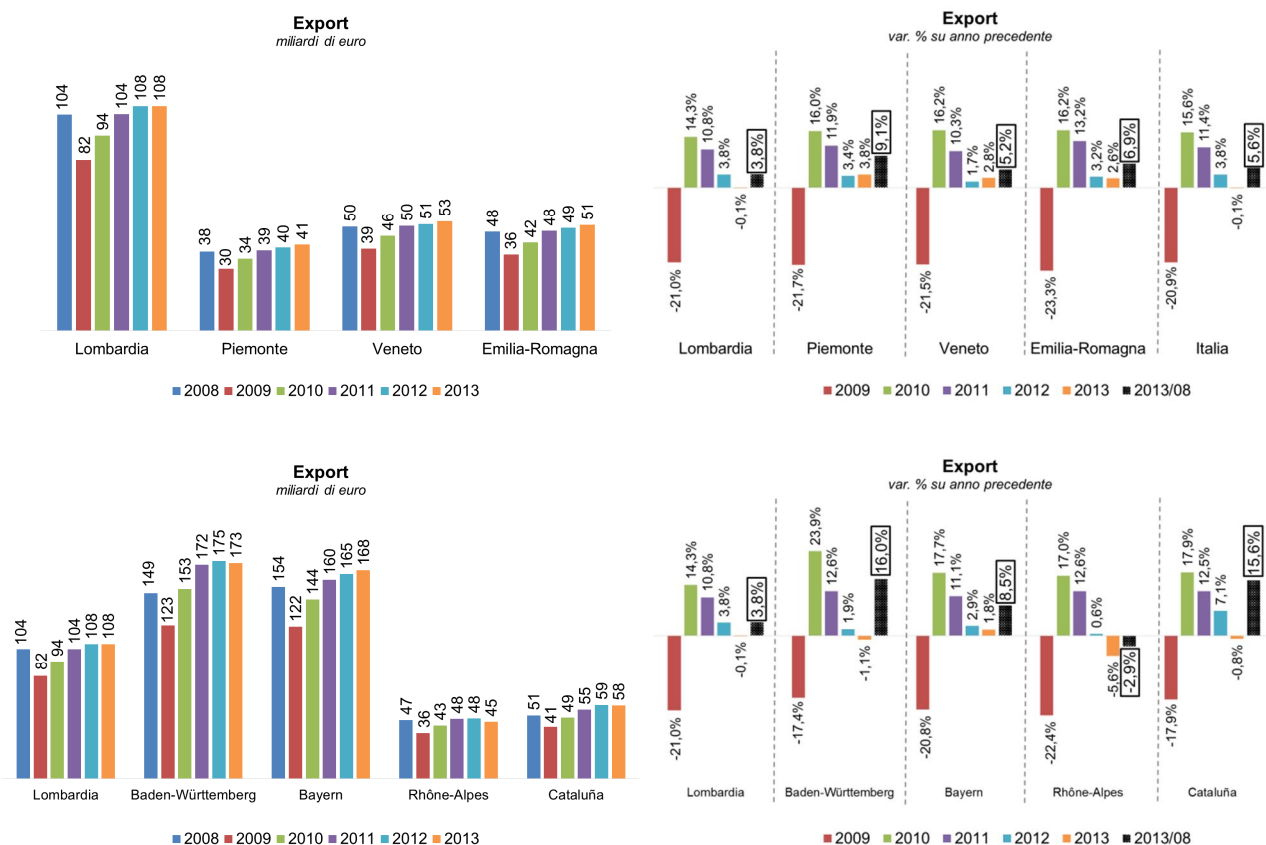 Export
miliardi di euro
104 82 94 104 108 108
38 30 34 39 40 41
50 39 46 50 51 53
48 36 42 48 49 51
Lombardia Piemonte Veneto Emilia-Romagna
2008 2009 2010 2011 2012 2013
Export
var. % su anno precedente
-21,0% 14,3% 10,8% 3,8% -0,1% 3,8%
-21,7% 16,0% 11,9% 3,4% 3,8% 9,1%
-21,5% 16,2% 10,3% 1,7% 2,8% 5,2%
-23,3% 16,2% 13,2% 3,2% 2,6% 6,9%
-20,9% 15,6% 11,4% 3,8% -0,1% 5,6%
Lombardia Piemonte Veneto Emilia-Romagna Italia
2009 2010 2011 2012 2013 2013/08
Export
miliardi di euro
104 82 94 104 108 108
149 123 153 172 175 173
154 122 144 160 165 168
47 36 43 48 48 45
51 41 49 55 59 58
Lombardia Baden-Württemberg Bayern Rhône-Alpes Cataluña
2008 2009 2010 2011 2012 2013
Export
var. % su anno precedente
-21,0% 14,3% 10,8% 3,8% -0,1% 3,8%
-17,4% 23,9% 12,6% 1,9% -1,1% 16,0%
-20,8% 17,7% 11,1% 2,9% 1,8% 8,5%
-22,4% 17,0% 12,6% 0,6% -5,6% -2,9%
-17,9% 17,9% 12,5% 7,1% -0,8% 15,6%
Lombardia Baden-Württemberg Bayern Rhône-Alpes Cataluña
2009 2010 2011 2012 2013 2013/08